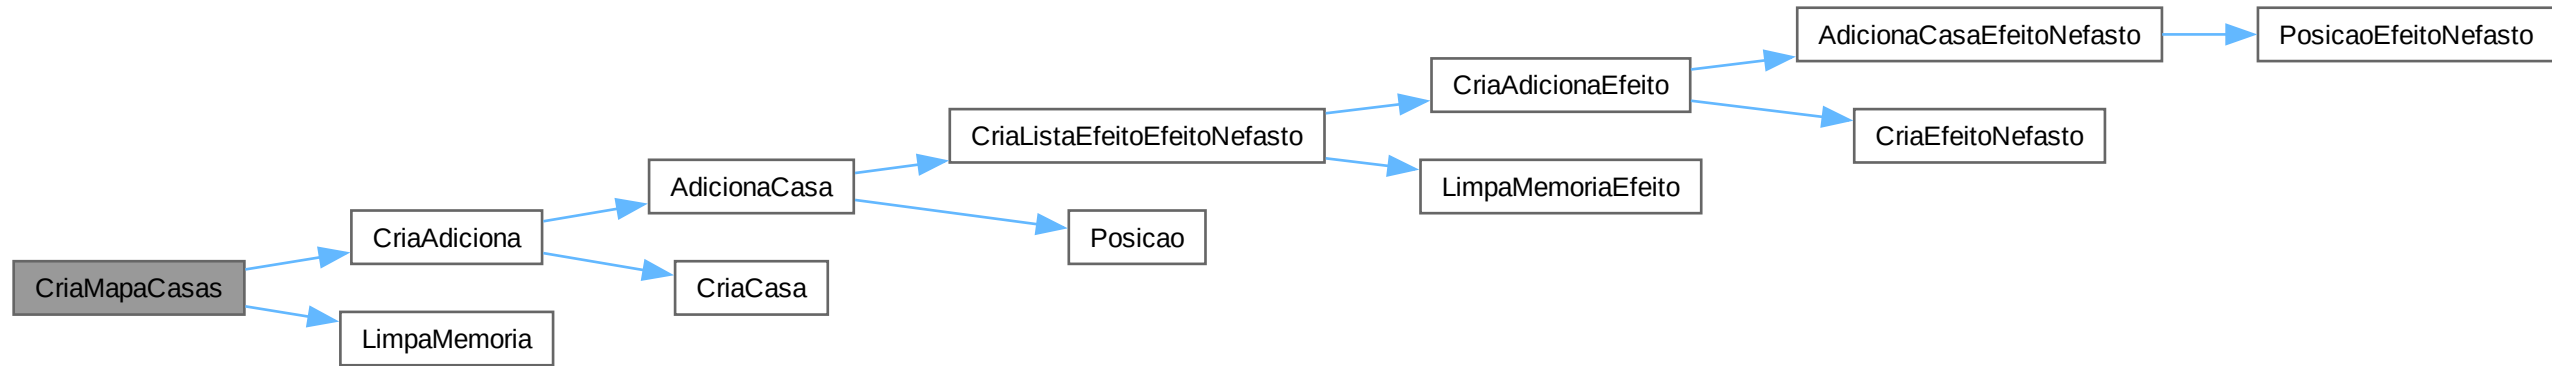 CriaMapaCasas
CriaAdiciona
LimpaMemoria
AdicionaCasa
CriaCasa
CriaListaEfeitoEfeitoNefasto
Posicao
CriaAdicionaEfeito
LimpaMemoriaEfeito
AdicionaCasaEfeitoNefasto
CriaEfeitoNefasto
PosicaoEfeitoNefasto